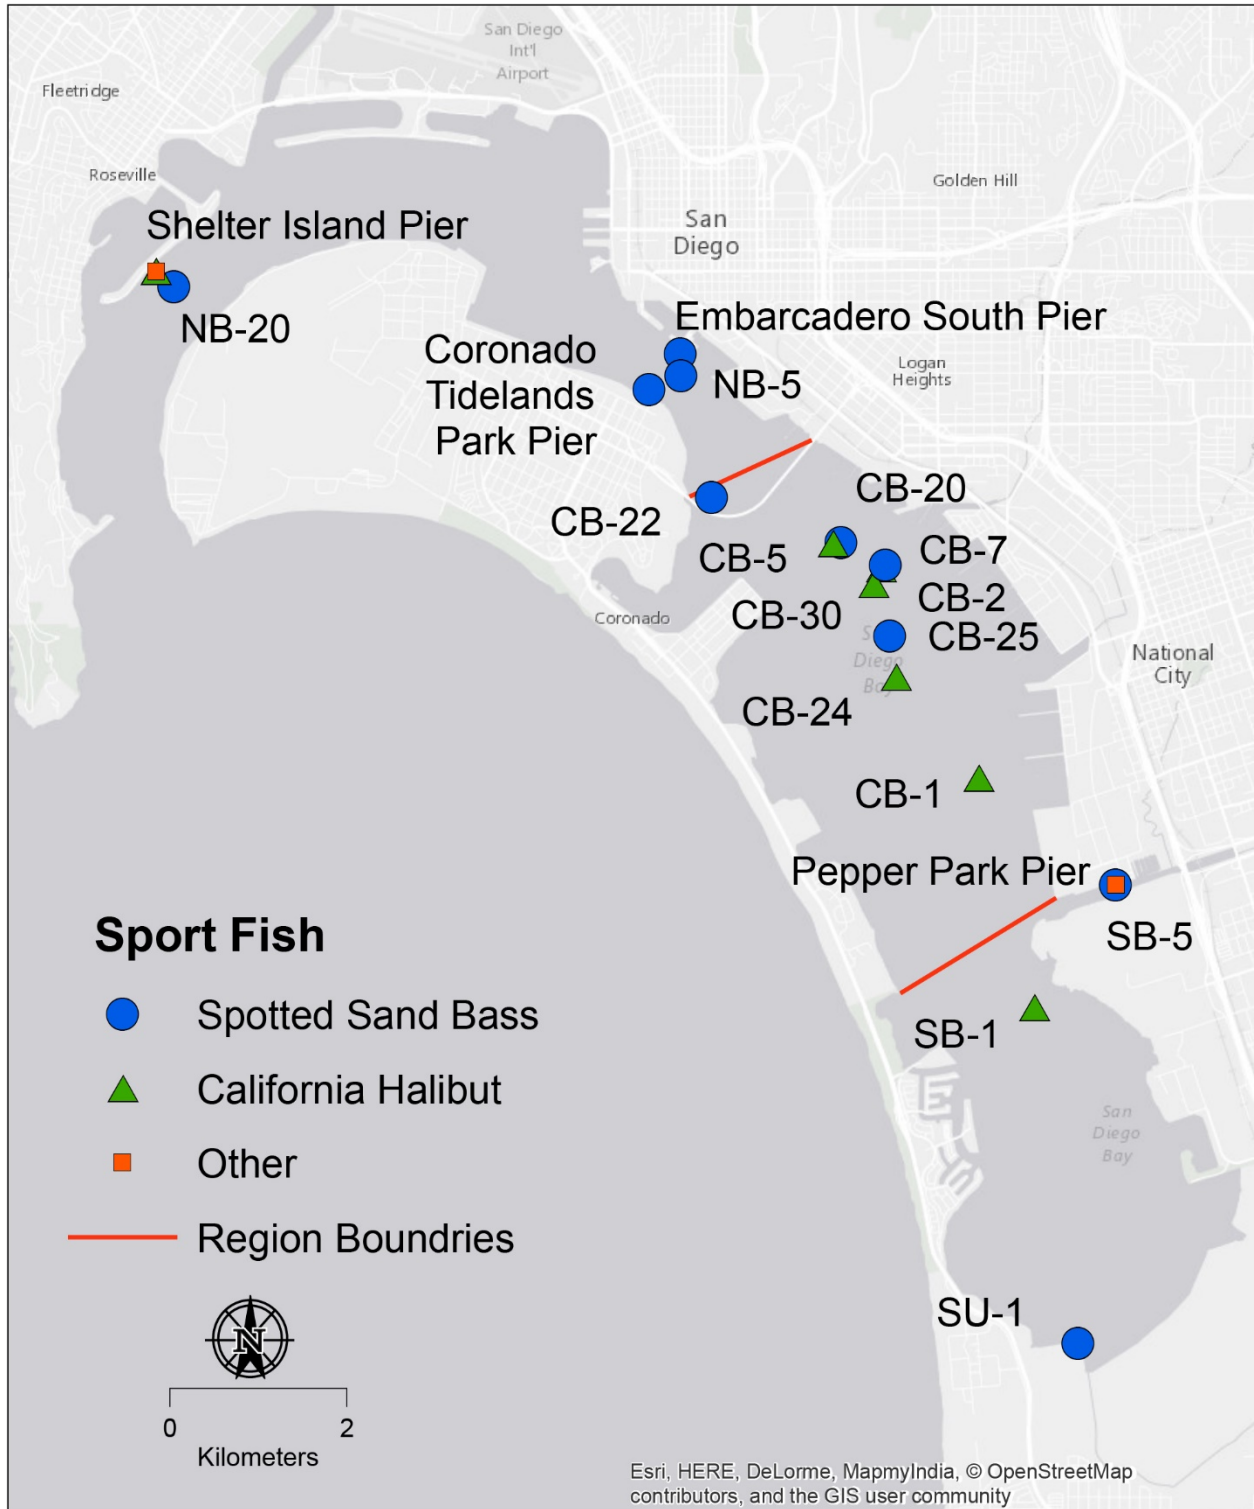 San Diego
Int'l
Airport
Fleetridge
Roseville
Golden Hill
Shelter Island Pier
San
Diego
NB-20
Embarcadero South Pier
Coronado
Tidelands
Park Pier
Logan
Heights
NB-5
CB-20
CB-22
CB-5
CB-7
CB-30
CB-2
Coronado
CB-25
San
Diego
Bay
National
City
CB-24
CB-1
Pepper Park Pier
SB-5
SB-1
San
Diego
Bay
SU-1
Sport Fish
Spotted Sand Bass
California Halibut
Other
Region Boundries
N
0 2
Kilometers
Esri, HERE, DeLorme, MapmyIndia, © OpenStreetMap
contributors, and the GIS user community